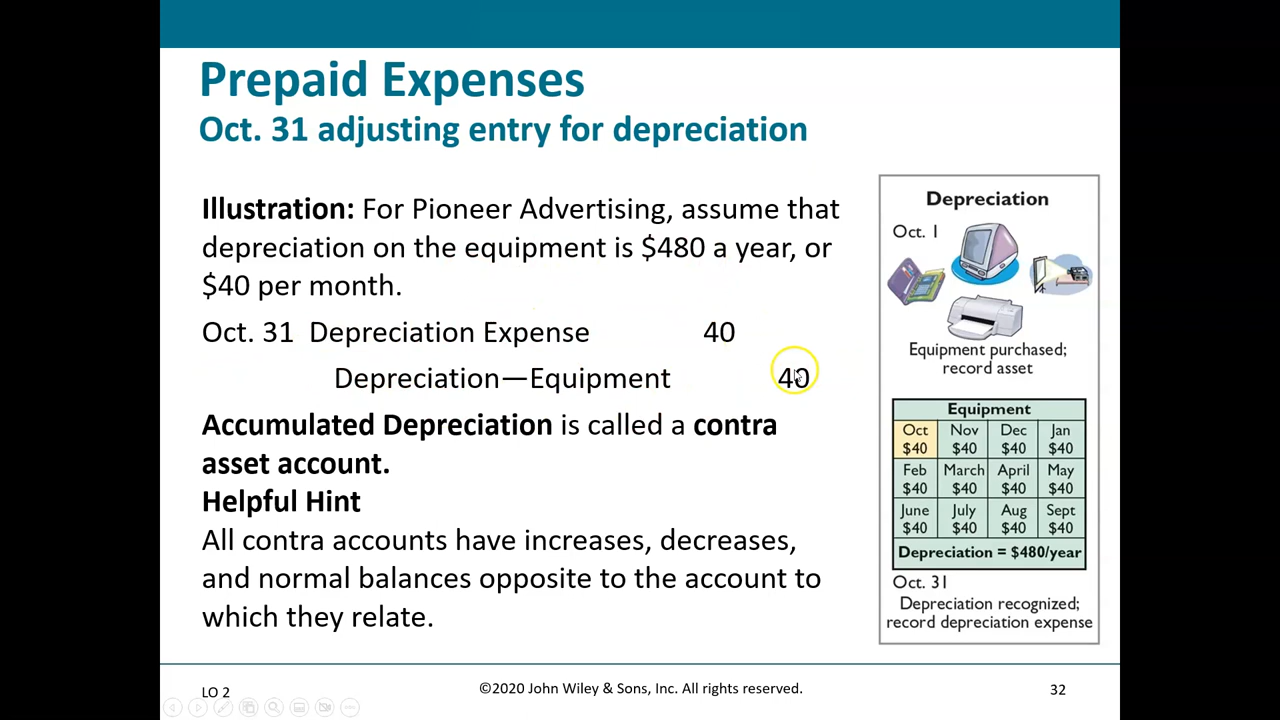 Prepaid Expenses
Oct. 31 adjusting entry for depreciation
Illustration: For Pioneer Advertising, assume that
depreciation on the equipment is $480 a year, or
$40 per month.
Oct. 31 Depreciation Expense 40
Depreciation—Equipment 40
Accumulated Depreciation is called a contra
asset account.
Helpful Hint
All contra accounts have increases, decreases,
and normal balances opposite to the account to
which they relate.
Depreciation
Oct. 1
Equipment purchased;
record asset
Equipment
Oct Nov Dec Jan
$40 $40 $40 $40
Feb March April May
$40 $40 $40 $40
June July Aug Sept
$40 $40 $40 $40
Depreciation = $480/year
Oct. 31
Depreciation recognized;
record depreciation expense
LO 2
©2020 John Wiley & Sons, Inc. All rights reserved.
32